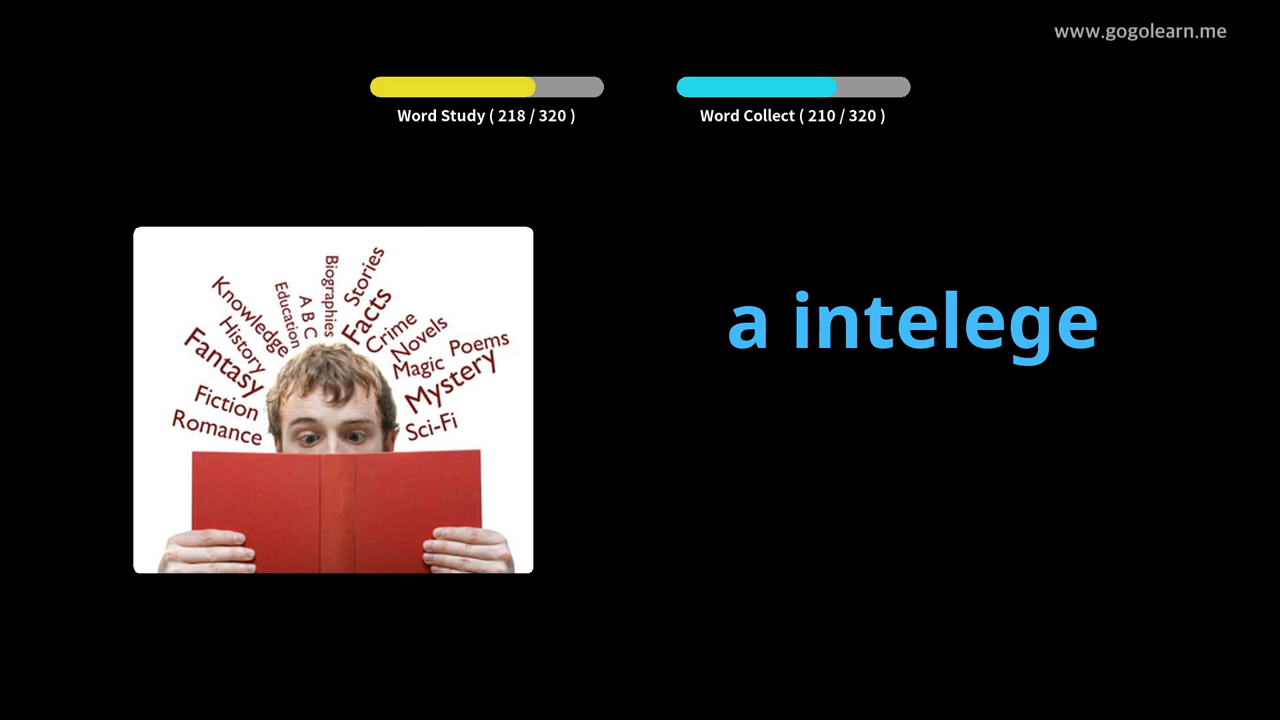 www.gogolearn.me
Word Study ( 218 / 320 )
Word Collect ( 210 / 320 )
a intelege
Romance
Fiction
Fantasy
History
Knowledge
Education
A B C
Biographies
Stories
Facts
Crime
Novels
Magic
Poems
Mystery
Sci-Fi